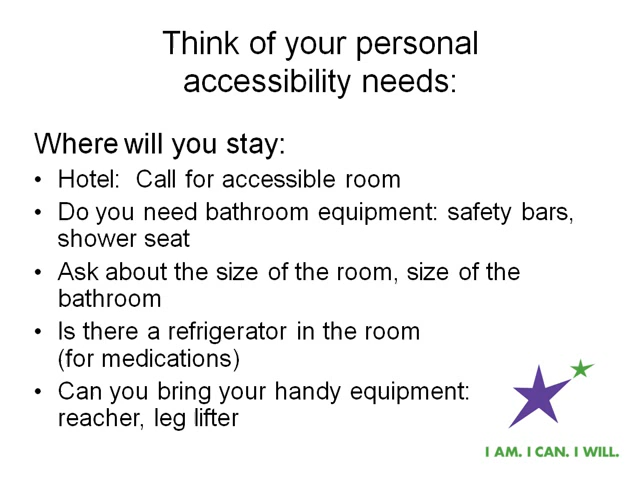 Think of your personal
accessibility needs:
Where will you stay:
• Hotel:  Call for accessible room
• Do you need bathroom equipment: safety bars,
shower seat
• Ask about the size of the room, size of the
bathroom
• Is there a refrigerator in the room
(for medications)
• Can you bring your handy equipment:
reacher, leg lifter
I AM. I CAN. I WILL.